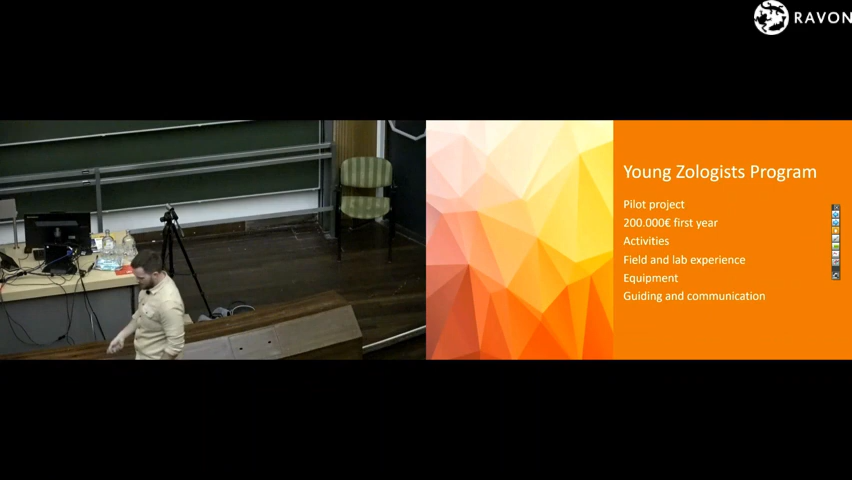 RAVON
Young Zologists Program
Pilot project
200.000€ first year
Activities
Field and lab experience
Equipment
Guiding and communication